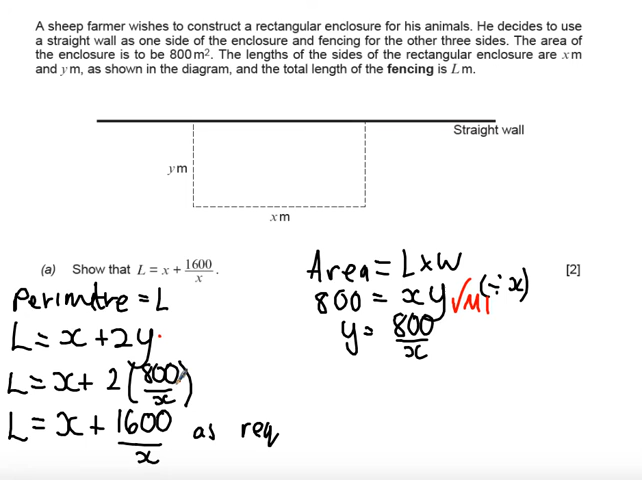 A sheep farmer wishes to construct a rectangular enclosure for his animals. He decides to use
a straight wall as one side of the enclosure and fencing for the other three sides. The area of
the enclosure is to be 800 m². The lengths of the sides of the rectangular enclosure are x m
and y m, as shown in the diagram, and the total length of the fencing is L m.
Straight wall
y m
x m
(a) Show that L = x + 1600/x. [2]
Perimtre = L
L = x + 2y
L = x + 2(800/x)
L = x + 1600/x as req
Area = L x W
800 = xy √M1 (÷x)
y = 800/x